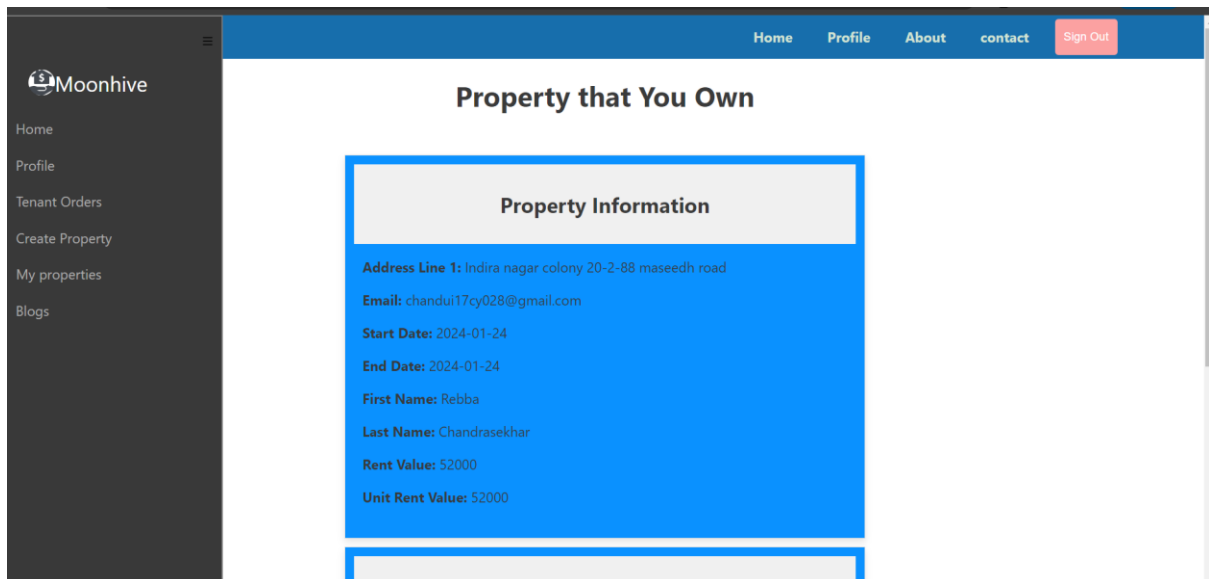 Home Profile About contact Sign Out
Moonhive
Home
Profile
Tenant Orders
Create Property
My properties
Blogs
Property that You Own
Property Information
Address Line 1: Indira nagar colony 20-2-88 maseedh road
Email: chandui17cy028@gmail.com
Start Date: 2024-01-24
End Date: 2024-01-24
First Name: Rebba
Last Name: Chandrasekhar
Rent Value: 52000
Unit Rent Value: 52000